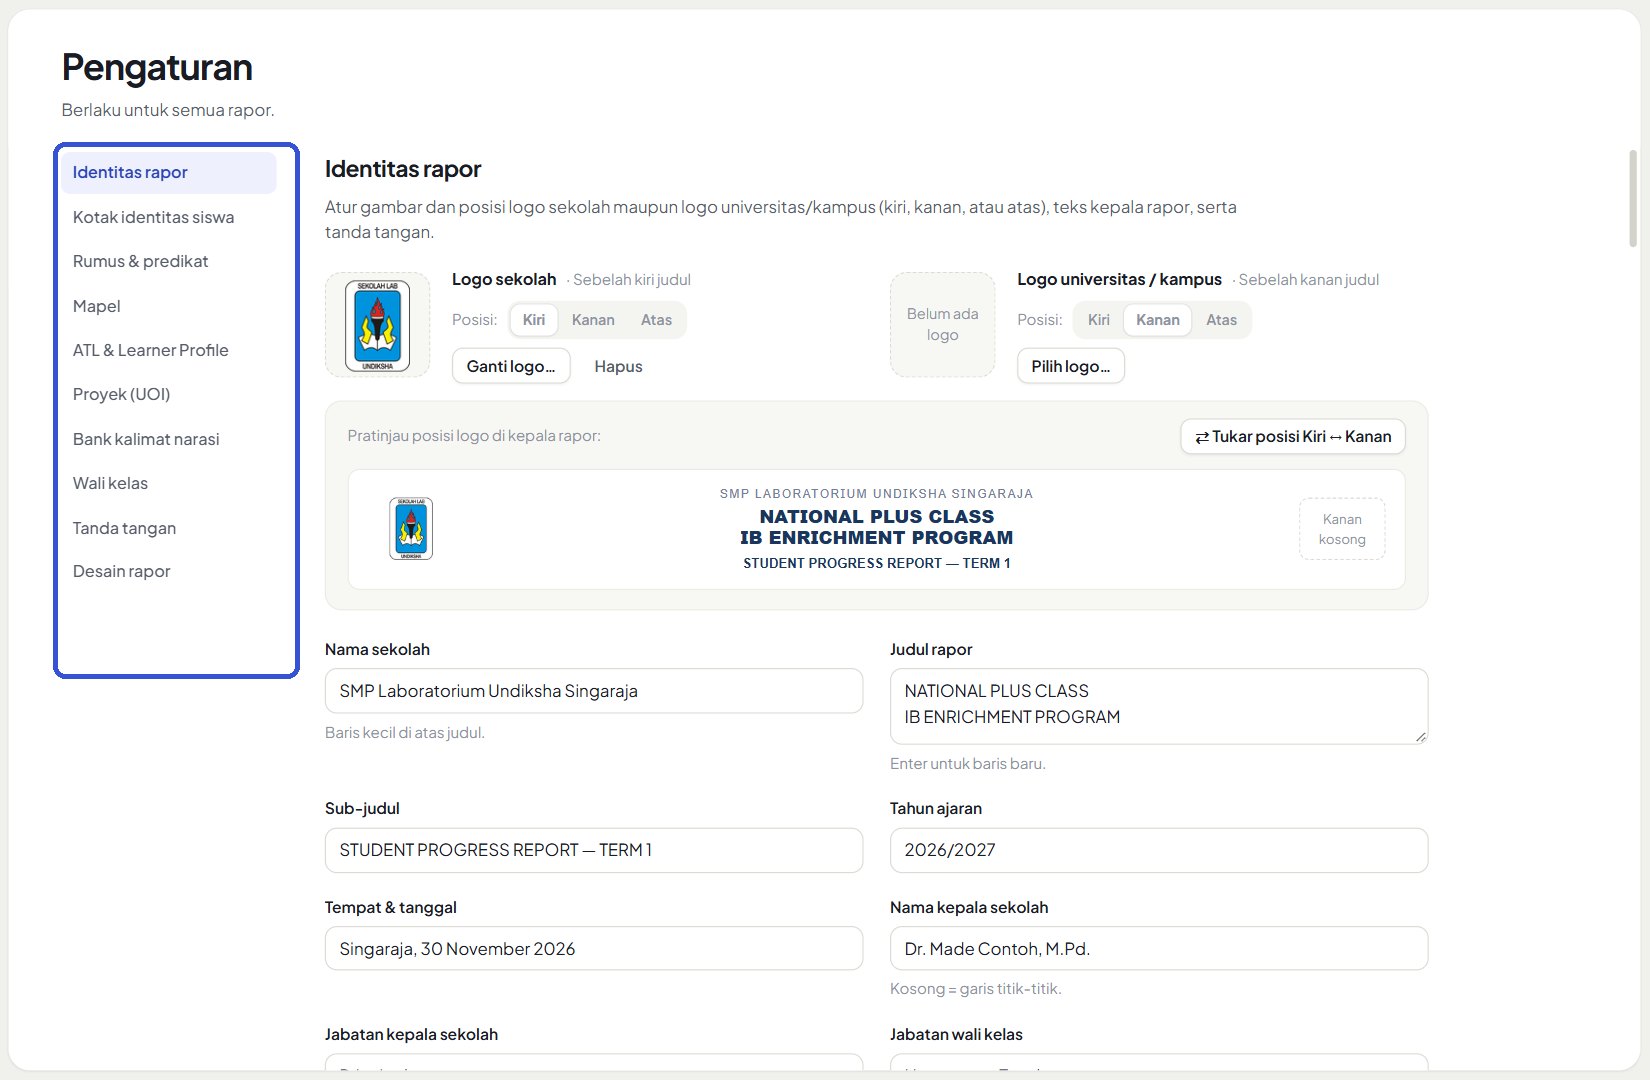 Pengaturan
Berlaku untuk semua rapor.
Identitas rapor
Kotak identitas siswa
Rumus & predikat
Mapel
ATL & Learner Profile
Proyek (UOI)
Bank kalimat narasi
Wali kelas
Tanda tangan
Desain rapor
Identitas rapor
Atur gambar dan posisi logo sekolah maupun logo universitas/kampus (kiri, kanan, atau atas), teks kepala rapor, serta
tanda tangan.
SEKOLAH LAB
UNDIKSHA
Logo sekolah · Sebelah kiri judul
Posisi: Kiri Kanan Atas
Ganti logo... Hapus
Belum ada
logo
Logo universitas / kampus · Sebelah kanan judul
Posisi: Kiri Kanan Atas
Pilih logo...
Pratinjau posisi logo di kepala rapor:
⇄ Tukar posisi Kiri ↔ Kanan
SEKOLAH LAB
UNDIKSHA
SMP LABORATORIUM UNDIKSHA SINGARAJA
NATIONAL PLUS CLASS
IB ENRICHMENT PROGRAM
STUDENT PROGRESS REPORT — TERM 1
Kanan
kosong
Nama sekolah
SMP Laboratorium Undiksha Singaraja
Baris kecil di atas judul.
Judul rapor
NATIONAL PLUS CLASS
IB ENRICHMENT PROGRAM
Enter untuk baris baru.
Sub-judul
STUDENT PROGRESS REPORT — TERM 1
Tahun ajaran
2026/2027
Tempat & tanggal
Singaraja, 30 November 2026
Nama kepala sekolah
Dr. Made Contoh, M.Pd.
Kosong = garis titik-titik.
Jabatan kepala sekolah
Jabatan wali kelas